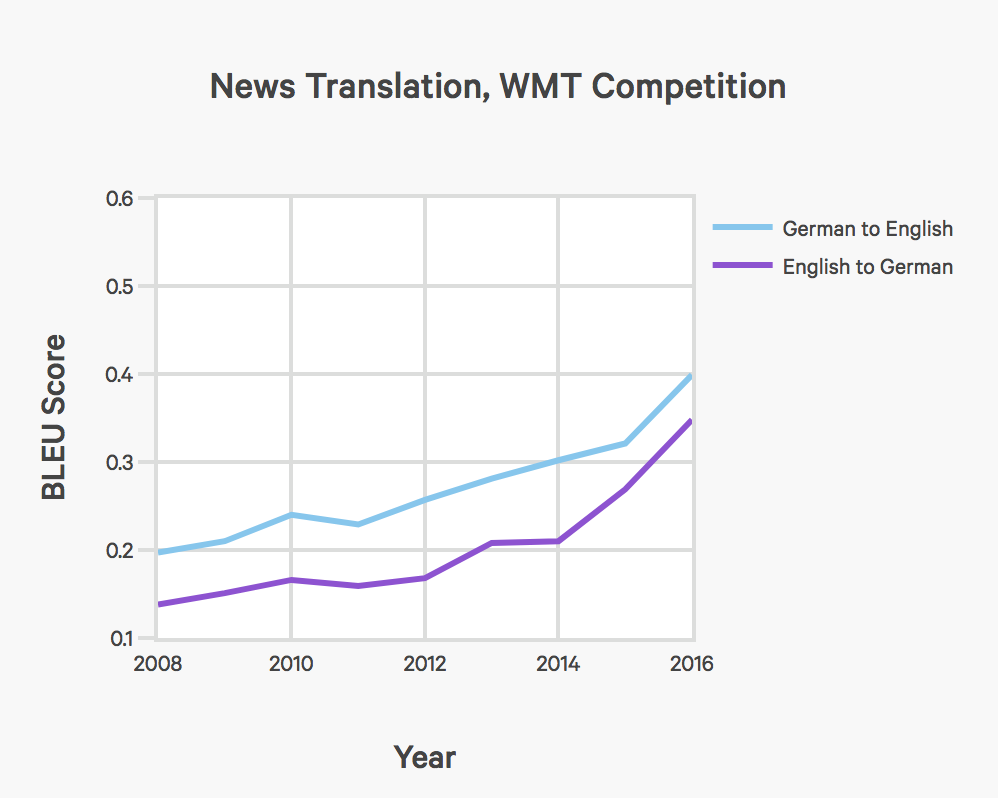 News Translation, WMT Competition
0.6
German to English
English to German
0.5
0.4
0.3
0.2
0.1
BLEU Score
2008 2010 2012 2014 2016
Year